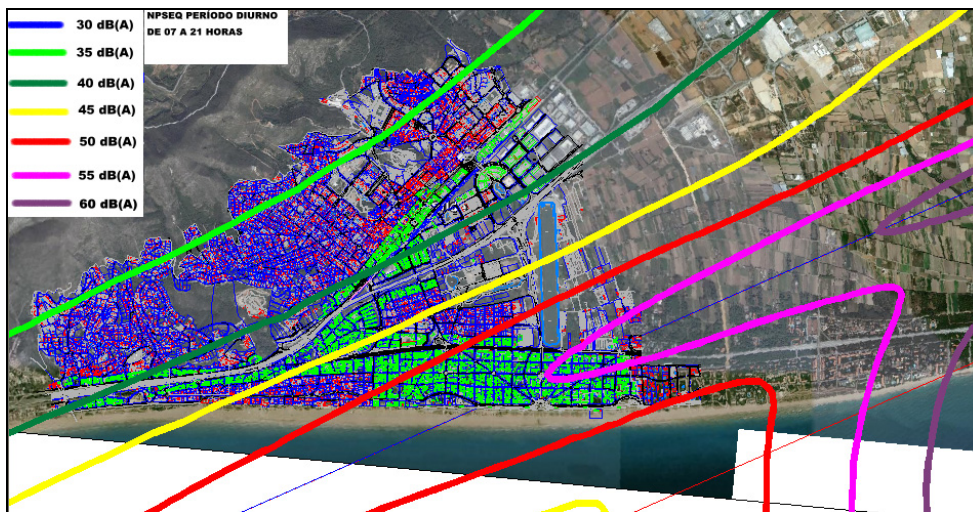 NPSEQ PERÍODO DIURNO
DE 07 A 21 HORAS
30 dB(A)
35 dB(A)
40 dB(A)
45 dB(A)
50 dB(A)
55 dB(A)
60 dB(A)